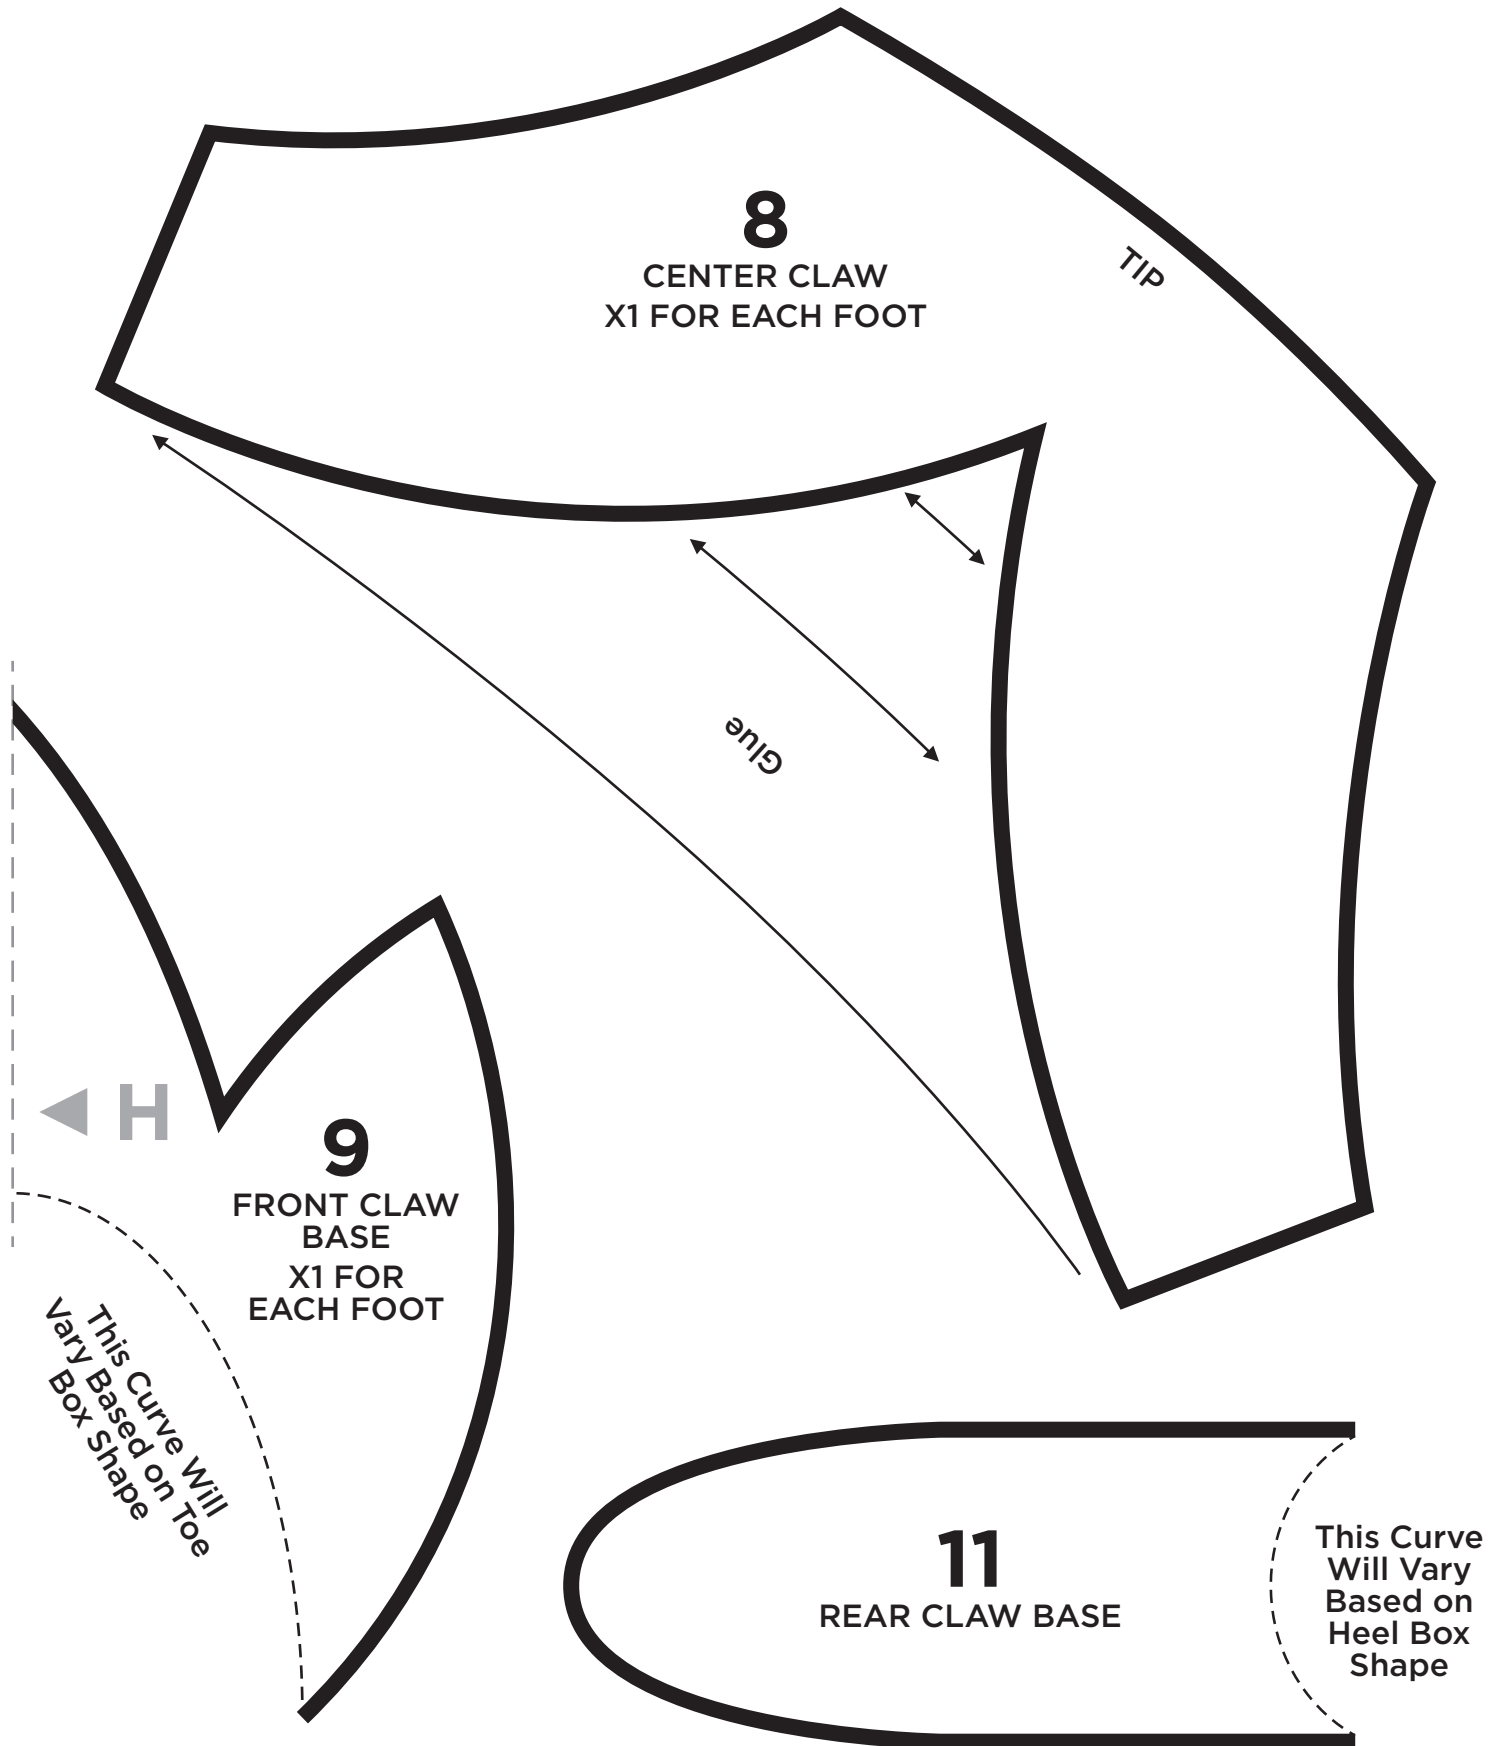 8
CENTER CLAW
X1 FOR EACH FOOT
TIP
Glue
H
9
FRONT CLAW
BASE
X1 FOR
EACH FOOT
This Curve Will
Vary Based on Toe
Box Shape
11
REAR CLAW BASE
This Curve
Will Vary
Based on
Heel Box
Shape